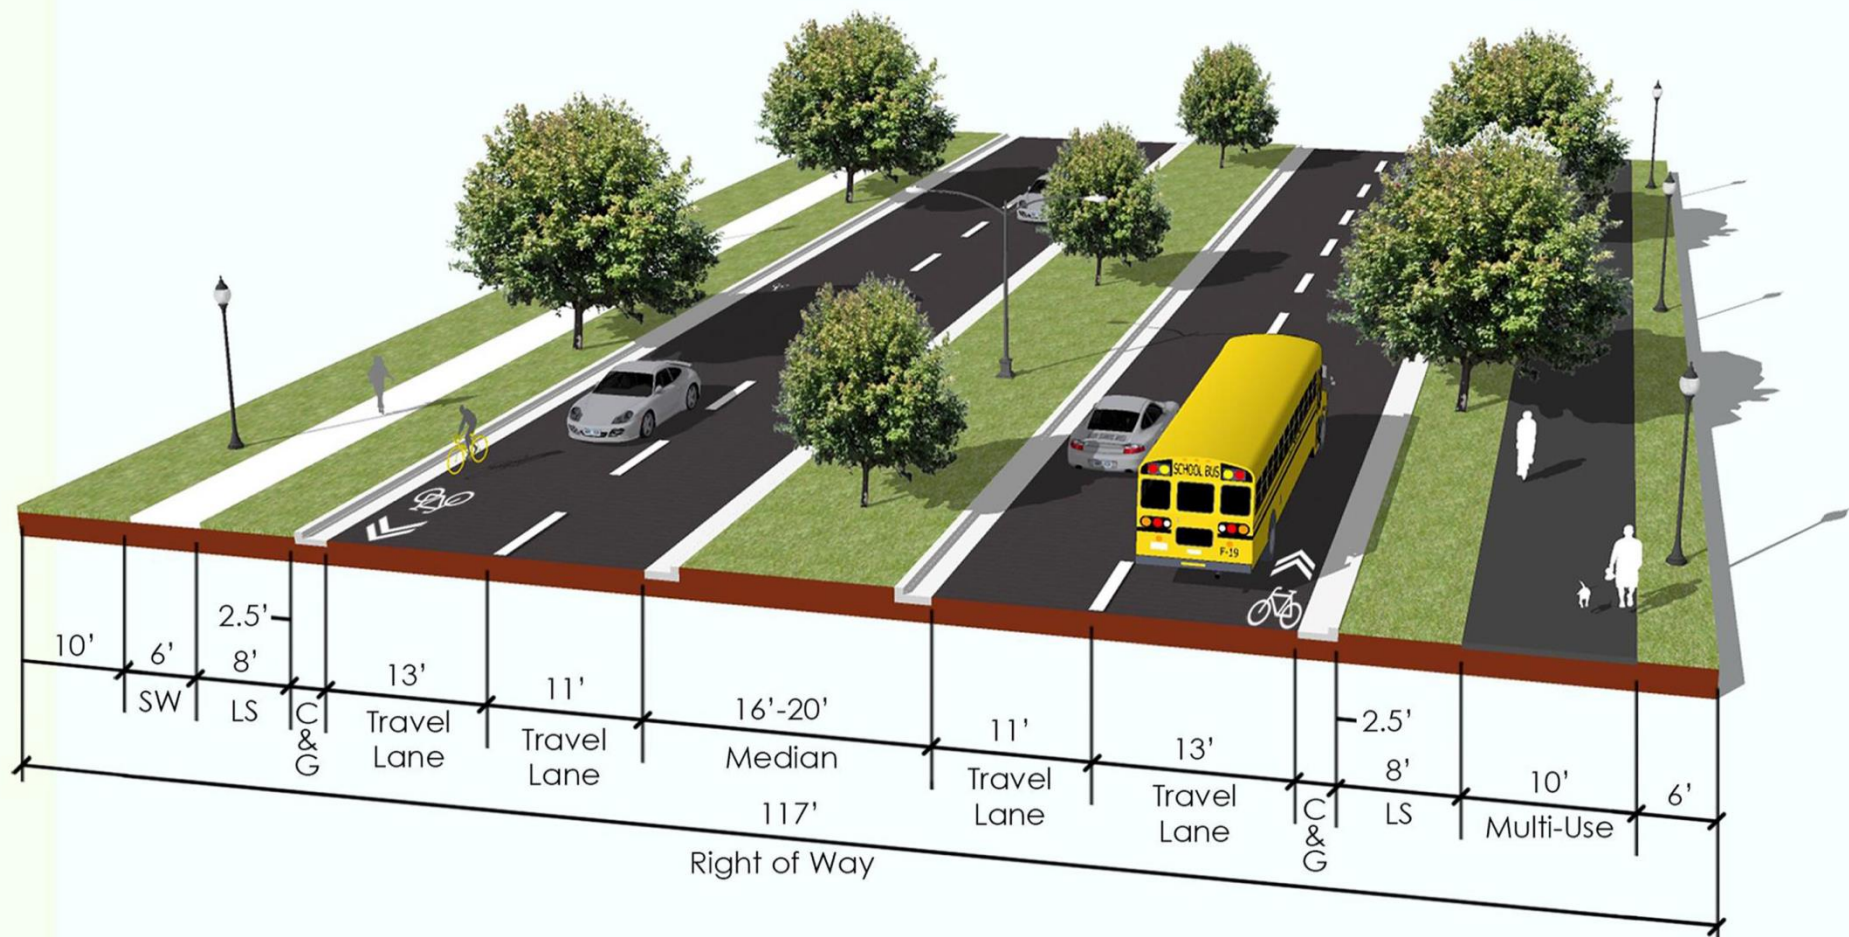 SCHOOL BUS
F-19
2.5'
10'
6'
SW
8'
LS
C
&
G
13'
Travel
Lane
11'
Travel
Lane
16'-20'
Median
11'
Travel
Lane
13'
Travel
Lane
C
&
G
2.5'
8'
LS
10'
Multi-Use
6'
117'
Right of Way